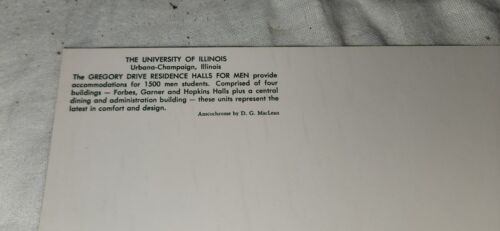 THE UNIVERSITY OF ILLINOIS
Urbana-Champaign, Illinois
The GREGORY DRIVE RESIDENCE HALLS FOR MEN provide
accommodations for 1500 men students. Comprised of four
buildings — Forbes, Garner and Hopkins Halls plus a central
dining and administration building — these units represent the
latest in comfort and design.
Anscochrome by D. G. MacLean